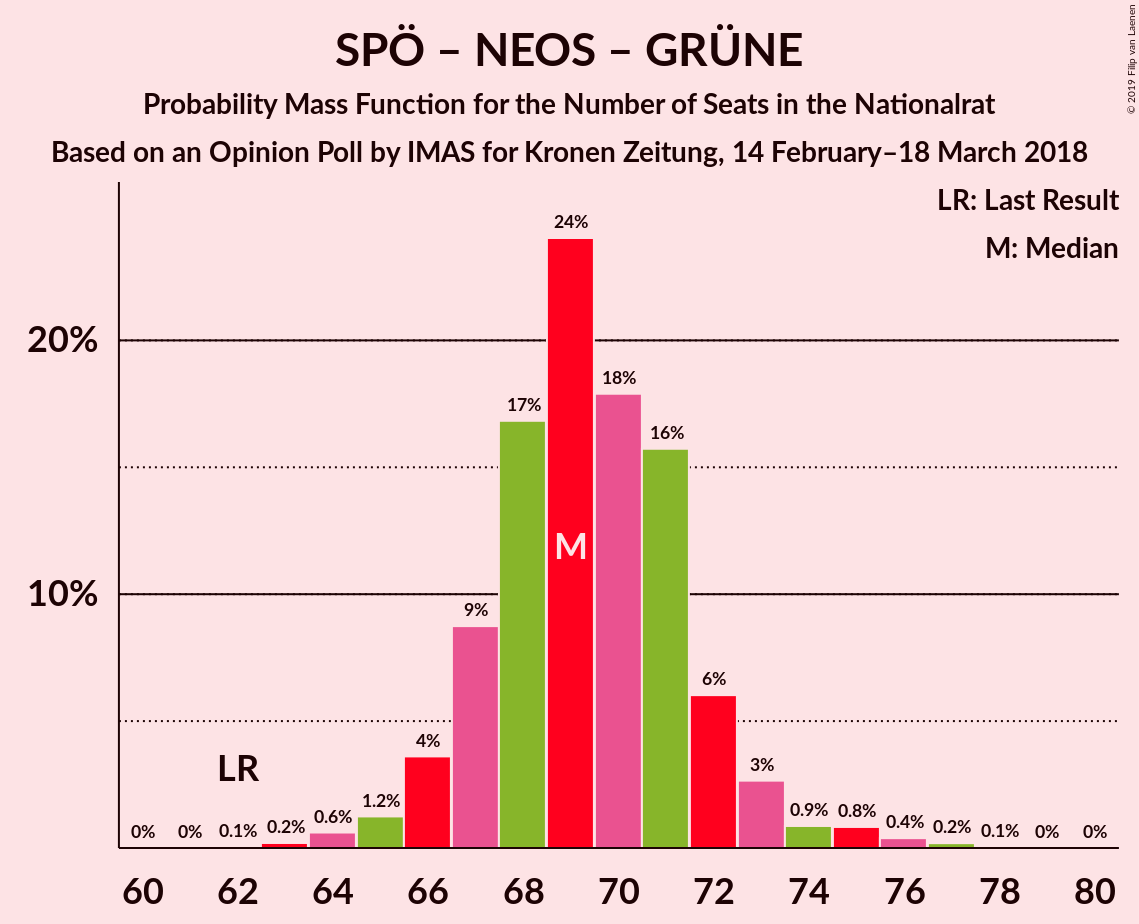 SPÖ – NEOS – GRÜNE
Probability Mass Function for the Number of Seats in the Nationalrat
Based on an Opinion Poll by IMAS for Kronen Zeitung, 14 February–18 March 2018
© 2019 Filip van Laenen
LR: Last Result
M: Median
24%
20%
18%
17%
16%
M
10%
9%
6%
4%
LR
3%
1.2%
0.9%
0.8%
0.6%
0.4%
0.2%
0.2%
0% 0% 0.1% 0.1% 0% 0%
60 62 64 66 68 70 72 74 76 78 80